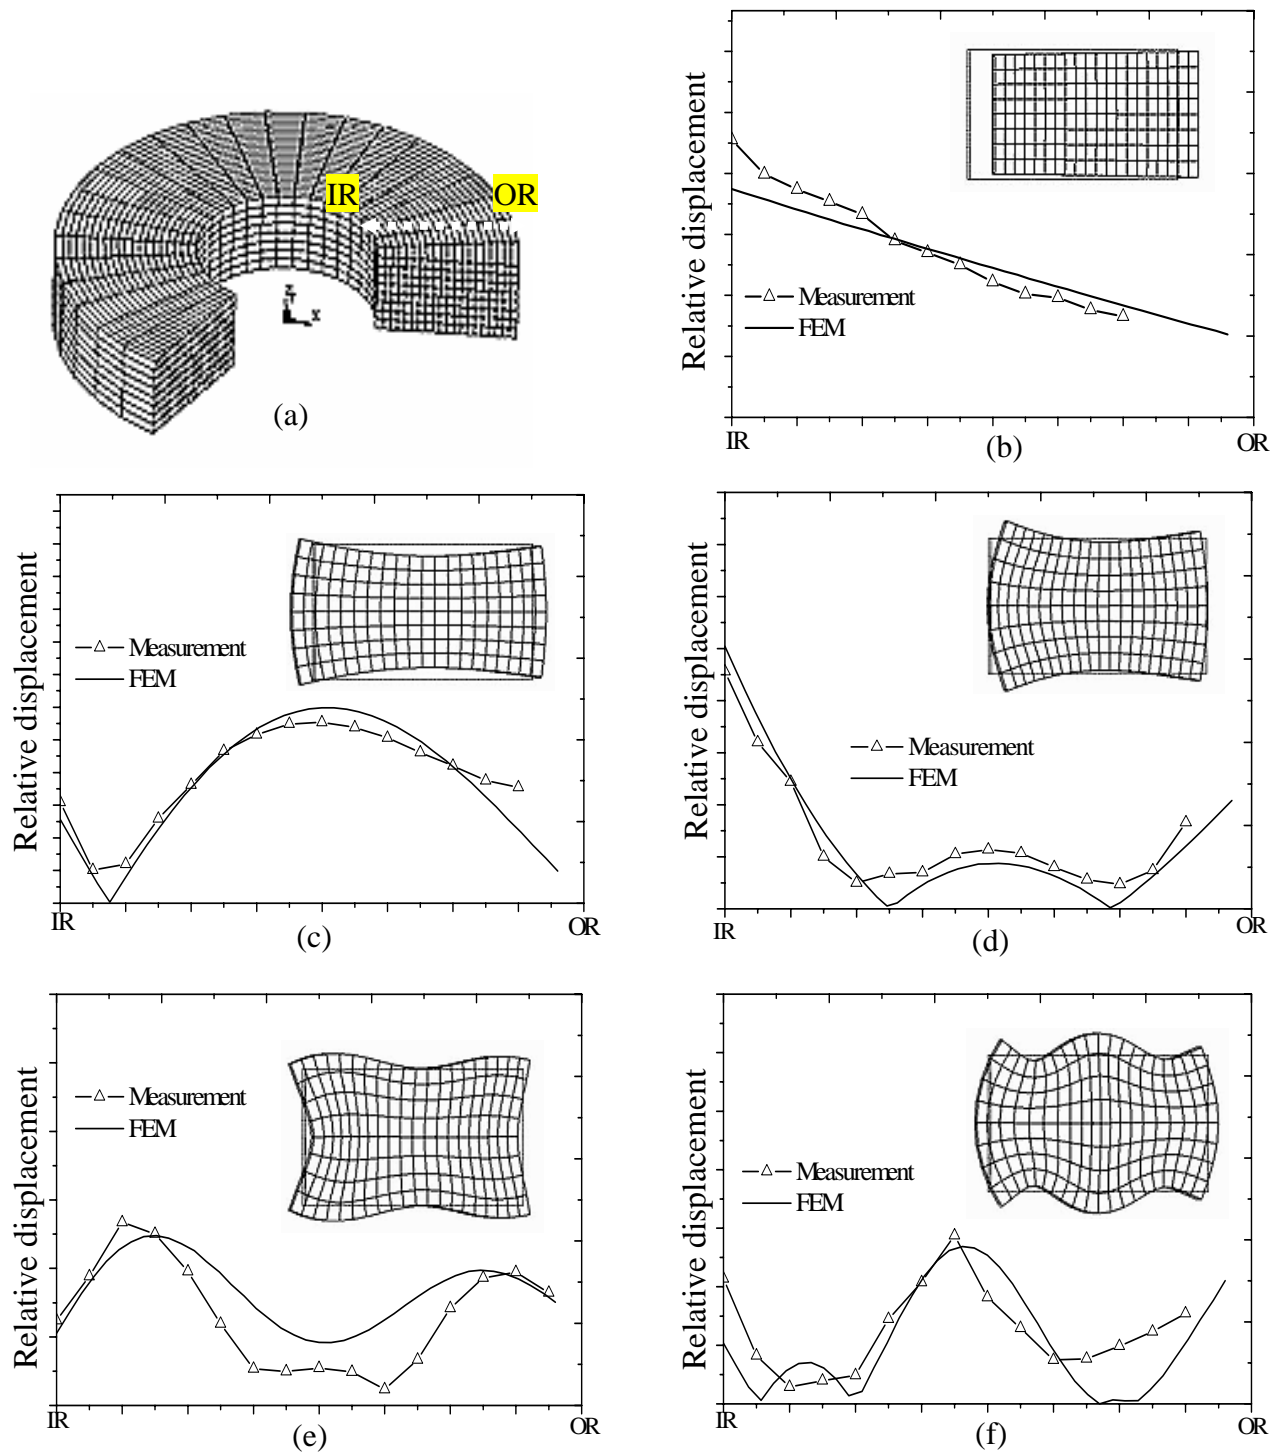 IR
OR
Z
X
(a)
Relative displacement
Measurement
FEM
IR
(b)
OR
Relative displacement
Measurement
FEM
IR
(c)
OR
Relative displacement
Measurement
FEM
IR
(d)
OR
Relative displacement
Measurement
FEM
IR
(e)
OR
Relative displacement
Measurement
FEM
IR
(f)
OR